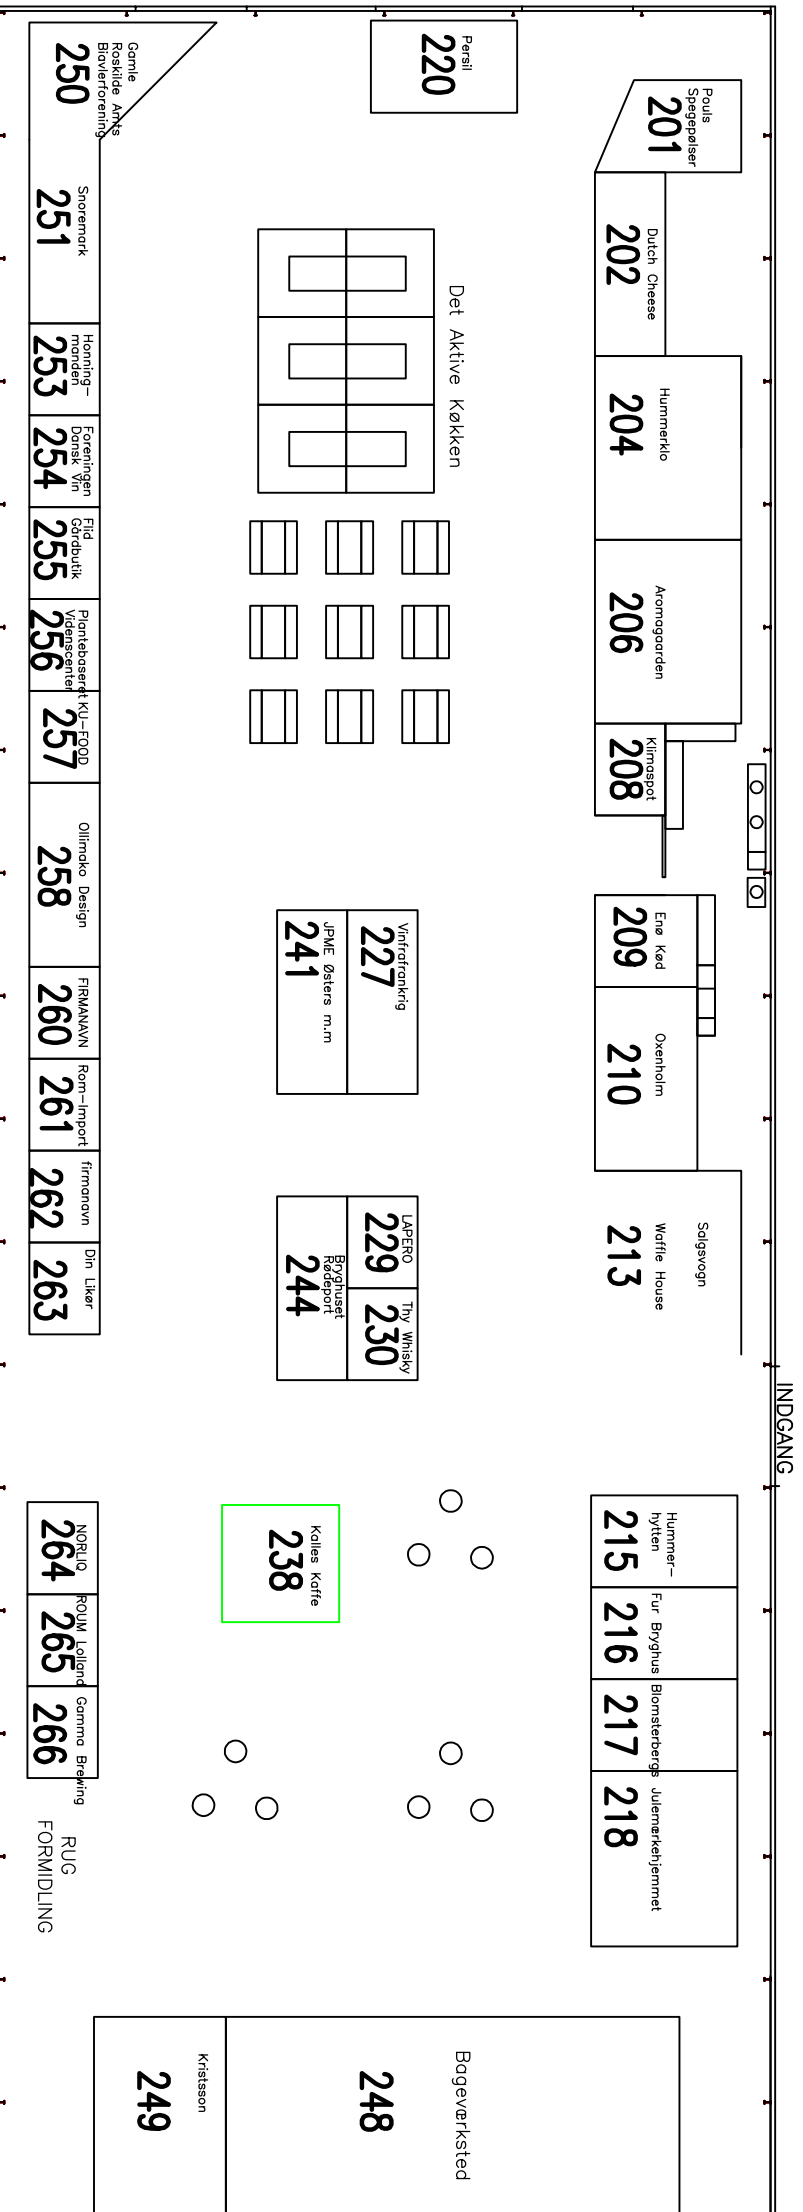 Gamle
Roskilde Amts
Biavlerforening
250
Persil
220
Pouls
Spegepølser
201
Snoremark
251
Dutch Cheese
202
Det Aktive Køkken
Honning-
manden
253
Hummerklo
204
Foreningen
Dansk Vin
254
Flid
Gårdbutik
255
Aromagaarden
206
Plantebaseret
Videnscenter
256
KU-FOOD
257
Klimaspot
208
Ollimako Design
258
Vinfrafrankrig
227
JPME Østers m.m
241
Enø Kød
209
FIRMANAVN
260
Oxenholm
210
Rom-Import
261
firmanavn
262
LAPERO
229
Bryghuset
Rødeport
244
Thy Whisky
230
Salgsvogn
Waffle House
213
Din Likør
263
INDGANG
NORLIQ
264
Kalles Kaffe
238
Hummer-
hytten
215
ROUM Lolland
265
Fur Bryghus
216
Gamma Brewing
266
Blomsterbergs
217
Julemærkehjemmet
218
RUG
FORMIDLING
Kristsson
249
Bageværksted
248